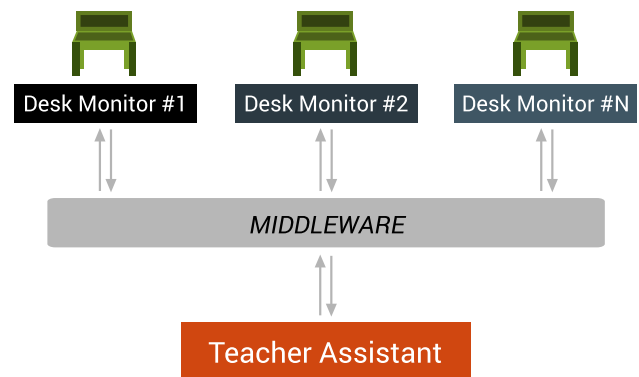 Desk Monitor #1
Desk Monitor #2
Desk Monitor #N
MIDDLEWARE
Teacher Assistant